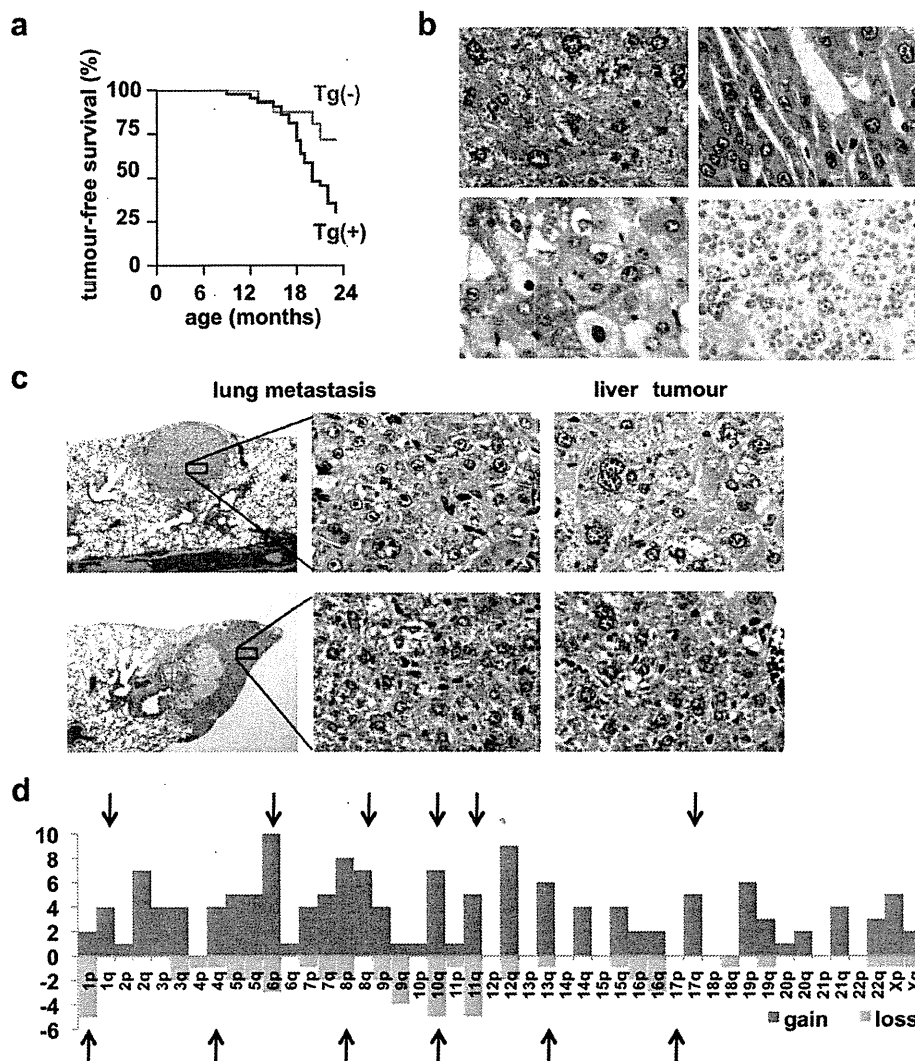 a
tumour-free survival (%)
100
75
50
25
0
Tg(-)
Tg(+)
0 6 12 18 24
age (months)
b
c
lung metastasis
liver tumour
d
10
8
6
4
2
0
-2
-4
-6
1p 1q 2p 2q 3p 3q 4p 4q 5p 5q 6p 6q 7p 7q 8p 8q 9p 9q 10p 10q 11p 11q 12p 12q 13q 14p 14q 15p 15q 16p 16q 17p 17q 18p 18q 19p 19q 20p 20q 21p 21q 22p 22q Xp
gain
loss